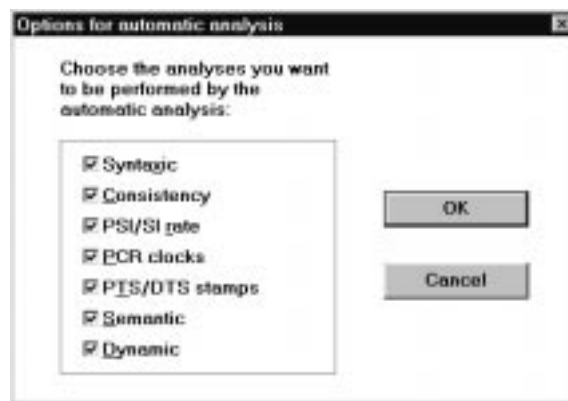 Options for automatic analysis
Choose the analyses you want
to be performed by the
automatic analysis:
Syntaxic
Consistency
PSI/SI rate
PCR clocks
PTS/DTS stamps
Semantic
Dynamic
OK
Cancel